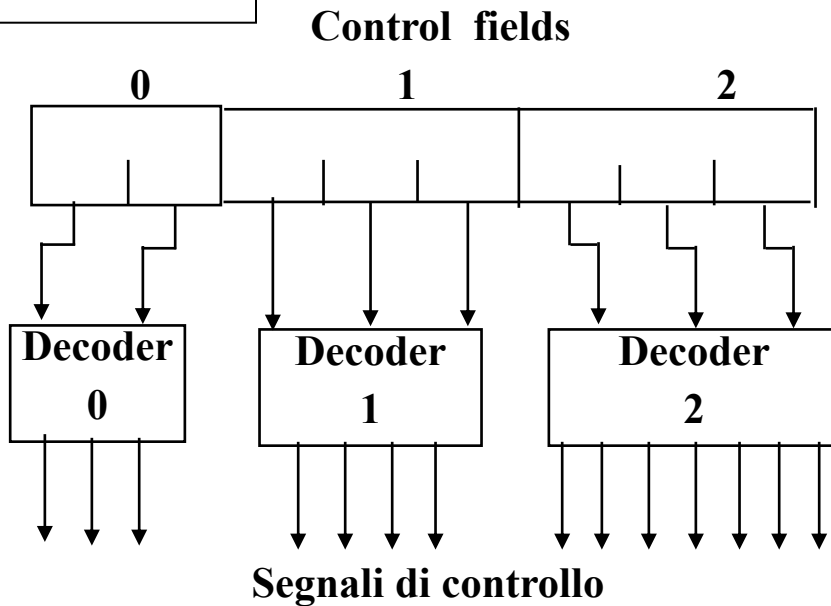 Control fields
0 1 2
Decoder Decoder Decoder
0 1 2
Segnali di controllo